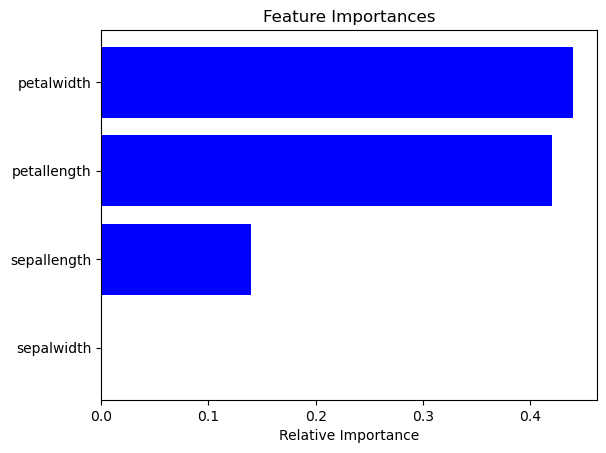 Feature Importances
petalwidth
petallength
sepallength
sepalwidth
0.0 0.1 0.2 0.3 0.4
Relative Importance